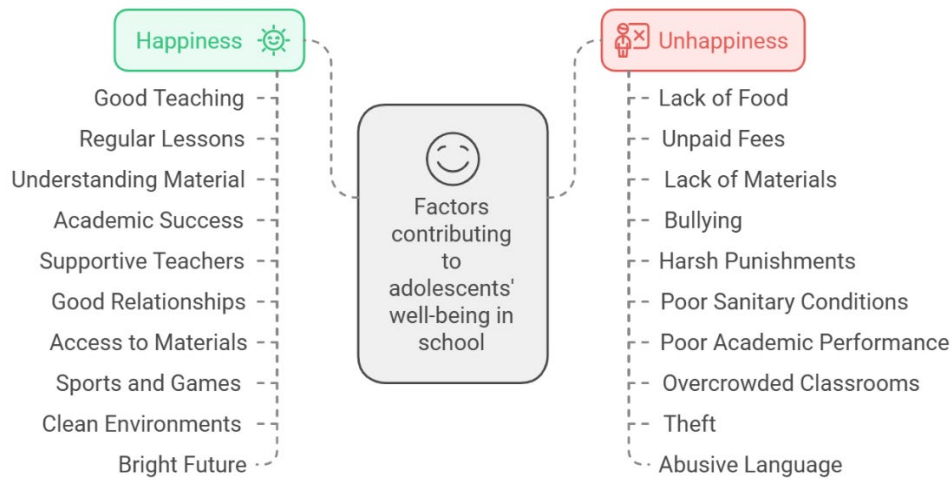 Happiness
Good Teaching
Regular Lessons
Understanding Material
Academic Success
Supportive Teachers
Good Relationships
Access to Materials
Sports and Games
Clean Environments
Bright Future
Factors
contributing
to
adolescents'
well-being in
school
Unhappiness
Lack of Food
Unpaid Fees
Lack of Materials
Bullying
Harsh Punishments
Poor Sanitary Conditions
Poor Academic Performance
Overcrowded Classrooms
Theft
Abusive Language